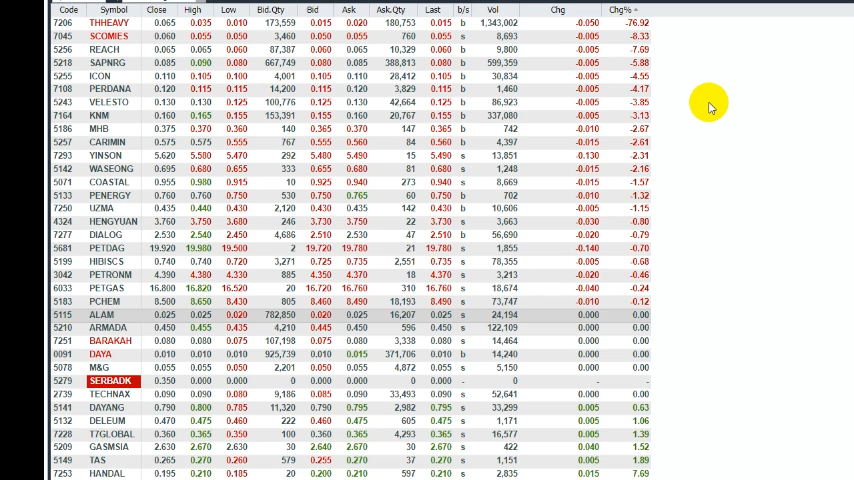 Code Symbol Close High Low Bid.Qty Bid Ask Ask.Qty Last b/s Vol Chg Chg%
7206 THHEAVY 0.065 0.035 0.010 173,559 0.015 0.020 180,753 0.015 b 1,343,002 -0.050 -76.92
7045 SCOMIES 0.060 0.055 0.050 3,460 0.050 0.055 760 0.055 s 8,693 -0.005 -8.33
5256 REACH 0.065 0.065 0.060 87,387 0.060 0.065 10,329 0.060 b 9,800 -0.005 -7.69
5218 SAPNRG 0.085 0.090 0.080 667,749 0.080 0.085 388,813 0.080 b 599,359 -0.005 -5.88
5255 ICON 0.110 0.105 0.100 4,001 0.105 0.110 28,412 0.105 s 30,834 -0.005 -4.55
7108 PERDANA 0.120 0.115 0.115 14,200 0.115 0.120 3,829 0.115 b 1,460 -0.005 -4.17
5243 VELESTO 0.130 0.130 0.125 100,776 0.125 0.130 42,664 0.125 b 86,923 -0.005 -3.85
7164 KNM 0.160 0.165 0.155 153,391 0.155 0.160 20,767 0.155 b 337,080 -0.005 -3.13
5186 MHB 0.375 0.370 0.360 140 0.365 0.370 147 0.365 b 742 -0.010 -2.67
5257 CARIMIN 0.575 0.575 0.555 767 0.555 0.560 84 0.560 b 4,397 -0.015 -2.61
7293 YINSON 5.620 5.580 5.470 292 5.480 5.490 15 5.490 s 13,851 -0.130 -2.31
5142 WASEONG 0.695 0.680 0.655 333 0.655 0.680 81 0.680 s 1,248 -0.015 -2.16
5071 COASTAL 0.955 0.980 0.915 10 0.925 0.940 273 0.940 s 8,669 -0.015 -1.57
5133 PENERGY 0.760 0.760 0.750 530 0.750 0.765 60 0.750 b 702 -0.010 -1.32
7250 UZMA 0.435 0.440 0.430 2,120 0.430 0.435 142 0.430 b 10,606 -0.005 -1.15
4324 HENGYUAN 3.760 3.750 3.680 246 3.730 3.750 22 3.730 s 3,663 -0.030 -0.80
7277 DIALOG 2.530 2.540 2.450 4,686 2.510 2.530 47 2.510 b 56,690 -0.020 -0.79
5681 PETDAG 19.920 19.980 19.500 2 19.720 19.780 21 19.780 s 1,855 -0.140 -0.70
5199 HIBISCS 0.740 0.740 0.720 3,271 0.725 0.735 2,551 0.735 s 78,355 -0.005 -0.68
3042 PETRONM 4.390 4.380 4.330 885 4.350 4.370 18 4.370 s 3,213 -0.020 -0.46
6033 PETGAS 16.800 16.820 16.520 20 16.720 16.760 310 16.760 s 18,674 -0.040 -0.24
5183 PCHEM 8.500 8.650 8.430 805 8.460 8.490 18,193 8.490 s 73,747 -0.010 -0.12
5115 ALAM 0.025 0.025 0.020 782,850 0.020 0.025 16,207 0.025 s 24,194 0.000 0.00
5210 ARMADA 0.450 0.455 0.435 4,210 0.445 0.450 596 0.450 s 122,109 0.000 0.00
7251 BARAKAH 0.080 0.080 0.075 107,198 0.075 0.080 3,338 0.080 s 14,464 0.000 0.00
0091 DAYA 0.010 0.010 0.010 925,739 0.010 0.015 371,706 0.010 b 14,240 0.000 0.00
5078 M&G 0.055 0.055 0.050 2,201 0.050 0.055 4,872 0.055 s 5,150 0.000 0.00
5279 SERBADK 0.350 0.000 0.000 0 0.000 0.000 0 0.000 - 0 - -
2739 TECHNAX 0.090 0.090 0.080 9,186 0.085 0.090 33,493 0.090 s 52,641 0.000 0.00
5141 DAYANG 0.790 0.800 0.785 11,320 0.790 0.795 2,982 0.795 s 33,299 0.005 0.63
5132 DELEUM 0.470 0.475 0.460 222 0.460 0.475 605 0.475 s 1,171 0.005 1.06
7228 T7GLOBAL 0.360 0.365 0.350 100 0.360 0.365 4,293 0.365 s 16,577 0.005 1.39
5209 GASMSIA 2.630 2.670 2.630 30 2.640 2.670 30 2.670 s 422 0.040 1.52
5149 TAS 0.265 0.270 0.260 579 0.255 0.270 37 0.270 s 1,151 0.005 1.89
7253 HANDAL 0.195 0.210 0.185 20 0.200 0.210 597 0.210 s 2,835 0.015 7.69